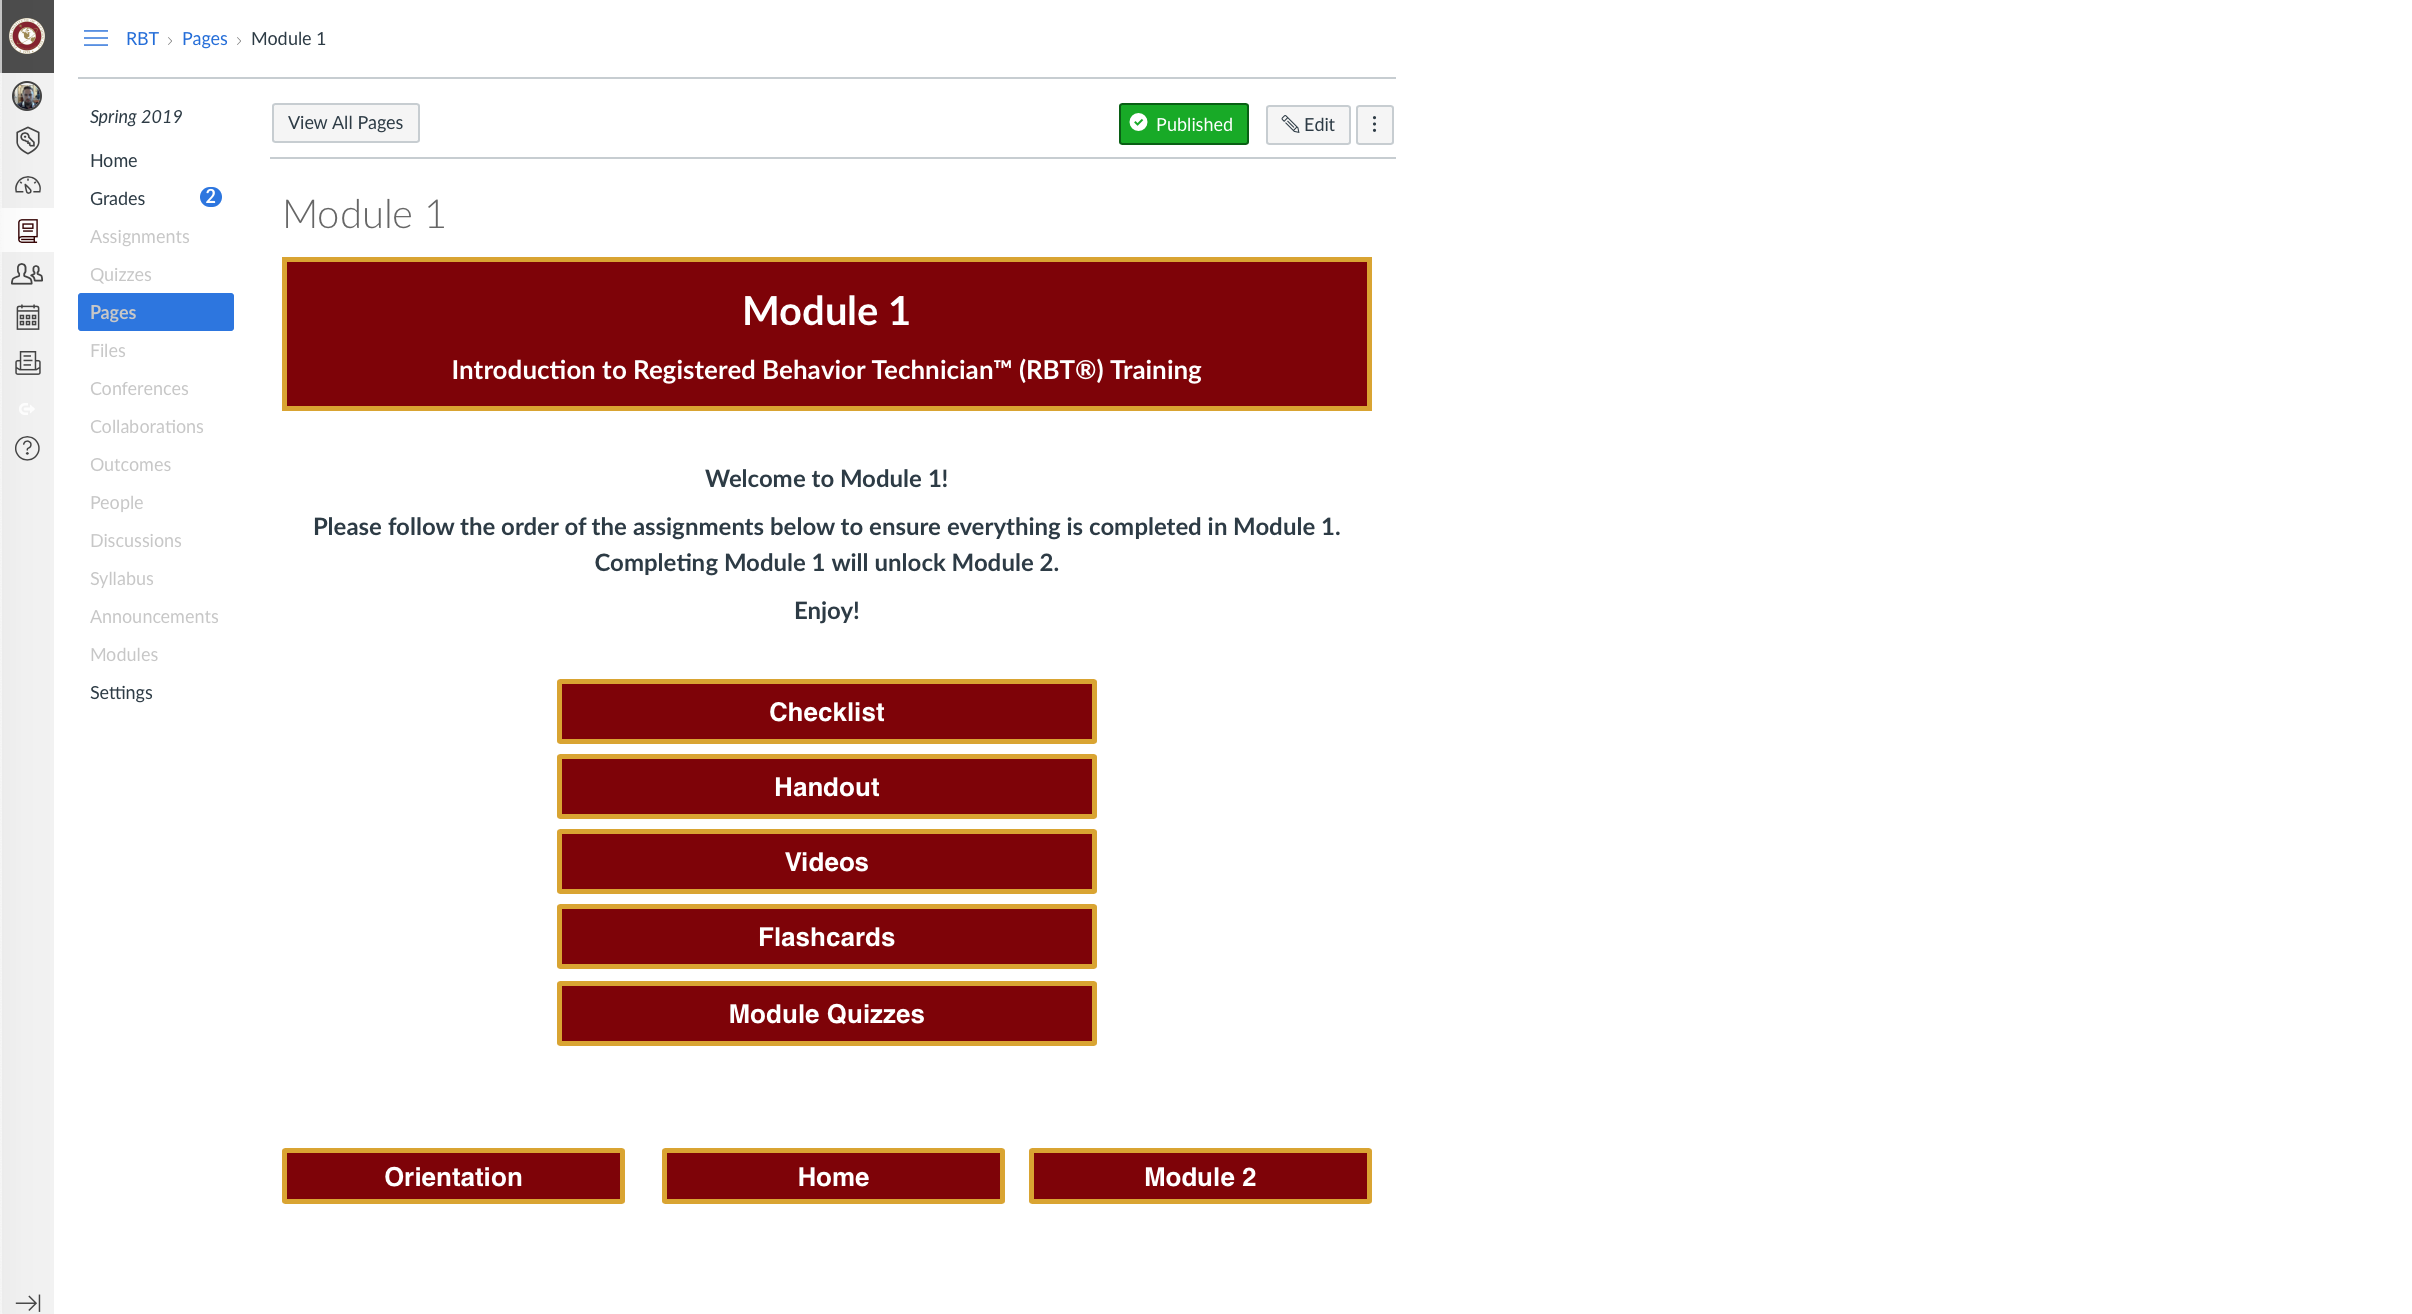 RBT › Pages › Module 1
Spring 2019
Home
Grades 2
Assignments
Quizzes
Pages
Files
Conferences
Collaborations
Outcomes
People
Discussions
Syllabus
Announcements
Modules
Settings
View All Pages
Published
Edit
Module 1
Module 1
Introduction to Registered Behavior Technician™ (RBT®) Training
Welcome to Module 1!
Please follow the order of the assignments below to ensure everything is completed in Module 1.
Completing Module 1 will unlock Module 2.
Enjoy!
Checklist
Handout
Videos
Flashcards
Module Quizzes
Orientation
Home
Module 2